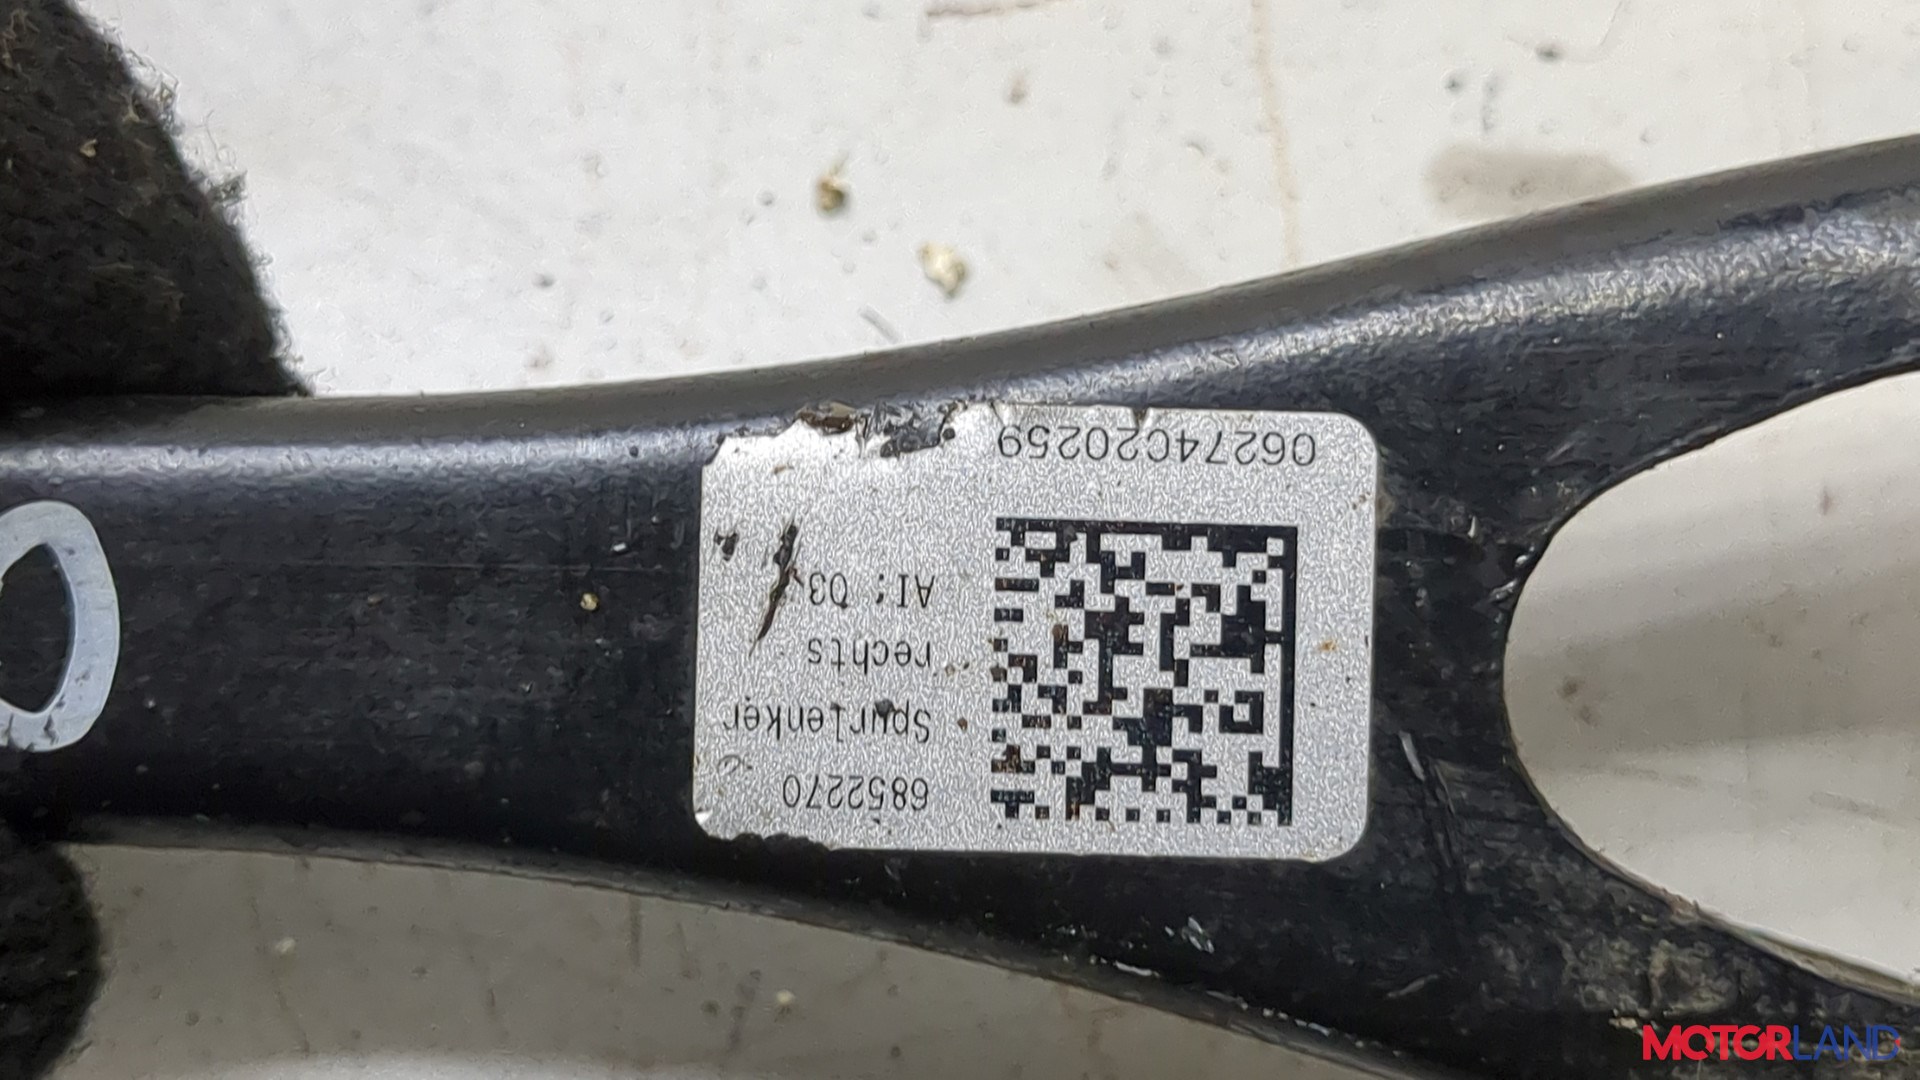 6852270
Spurlenker
rechts
AI: 03
06274C20259
MOTORLAND